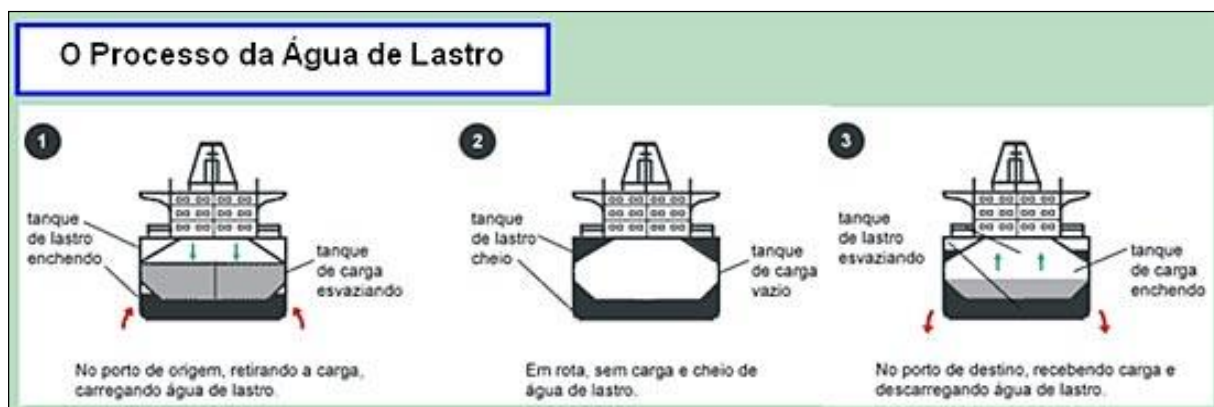 O Processo da Água de Lastro
1
tanque
de lastro
enchendo
tanque
de carga
esvaziando
No porto de origem, retirando a carga,
carregando água de lastro.
2
tanque
de lastro
cheio
tanque
de carga
vazio
Em rota, sem carga e cheio de
água de lastro.
3
tanque
de lastro
esvaziando
tanque
de carga
enchendo
No porto de destino, recebendo carga e
descarregando água de lastro.